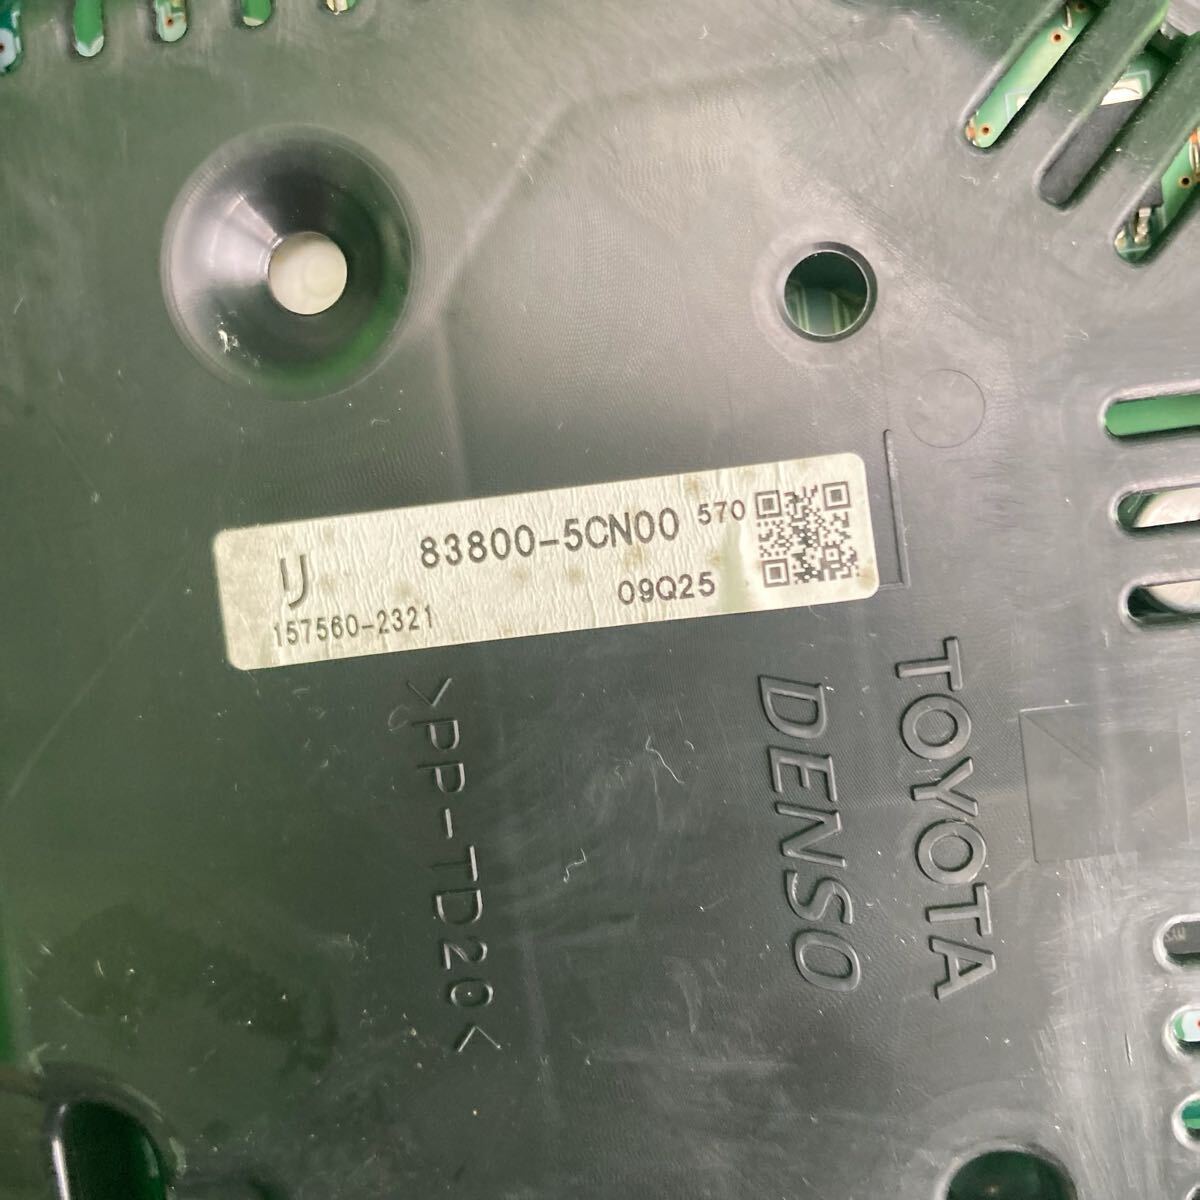 リ
83800-5CN00 570
157560-2321
09Q25
TOYOTA
DENSO
>PP-TD20<